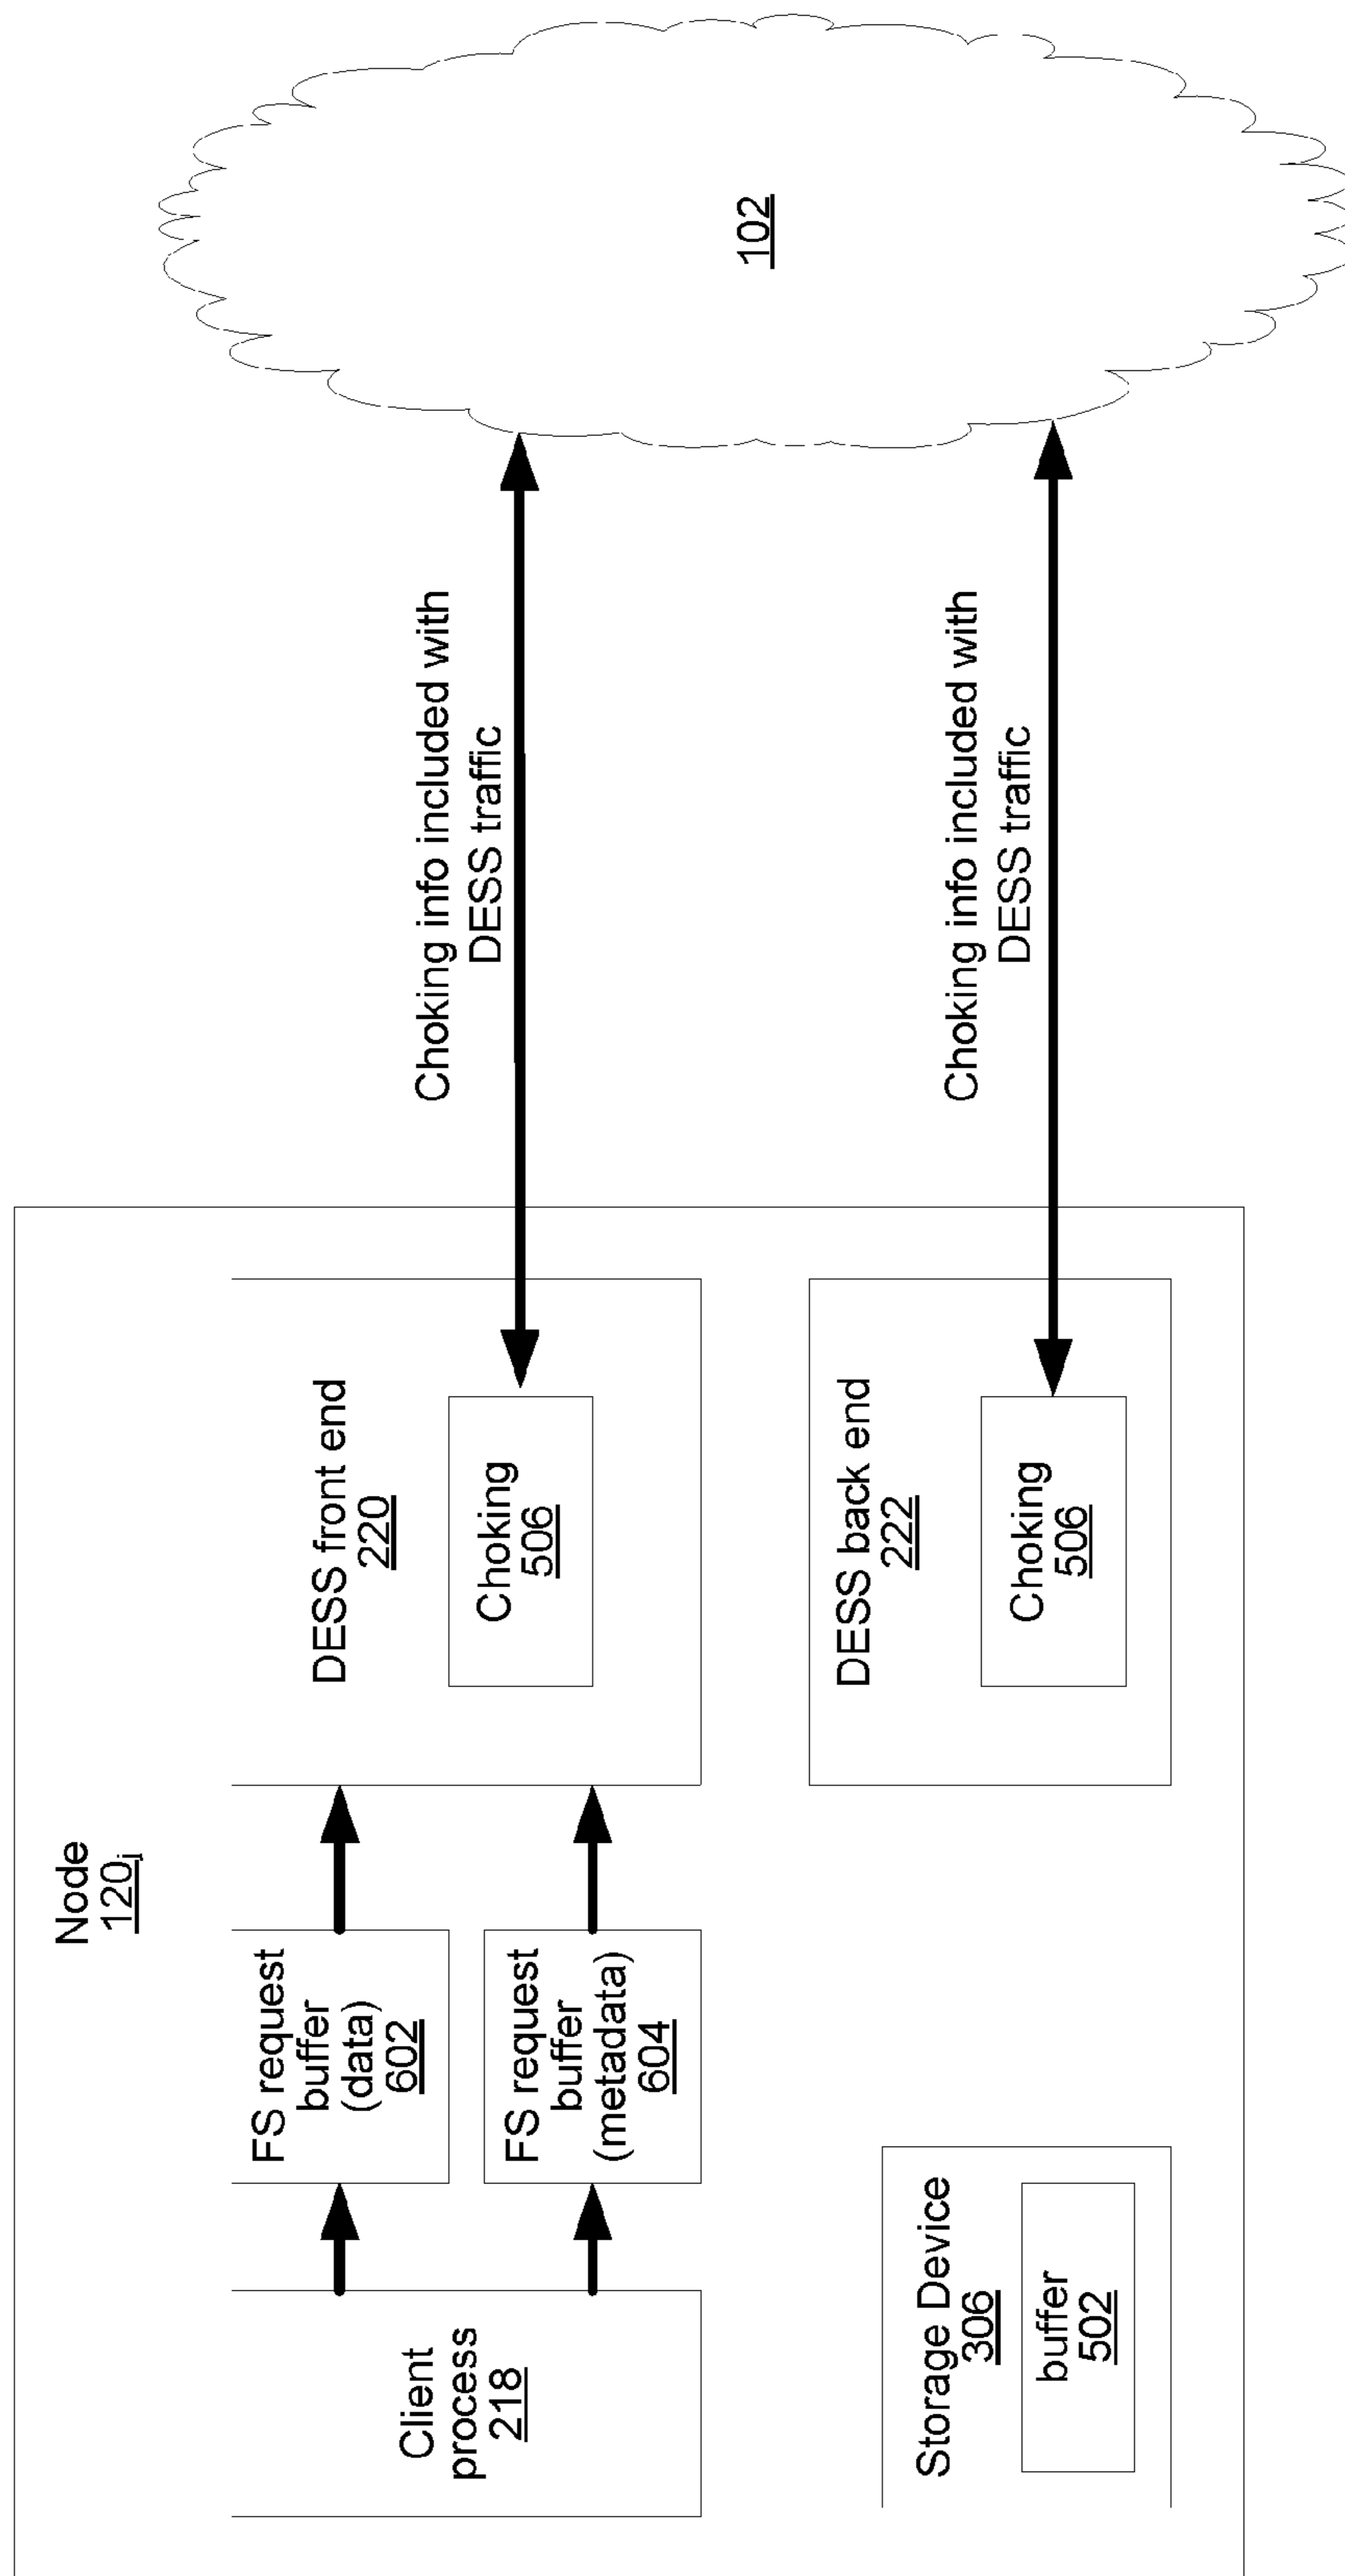 Node
120i
Client
process
218
FS request
buffer
(data)
602
FS request
buffer
(metadata)
604
DESS front end
220
Choking
506
Choking info included with
DESS traffic
102
Storage Device
306
buffer
502
DESS back end
222
Choking
506
Choking info included with
DESS traffic